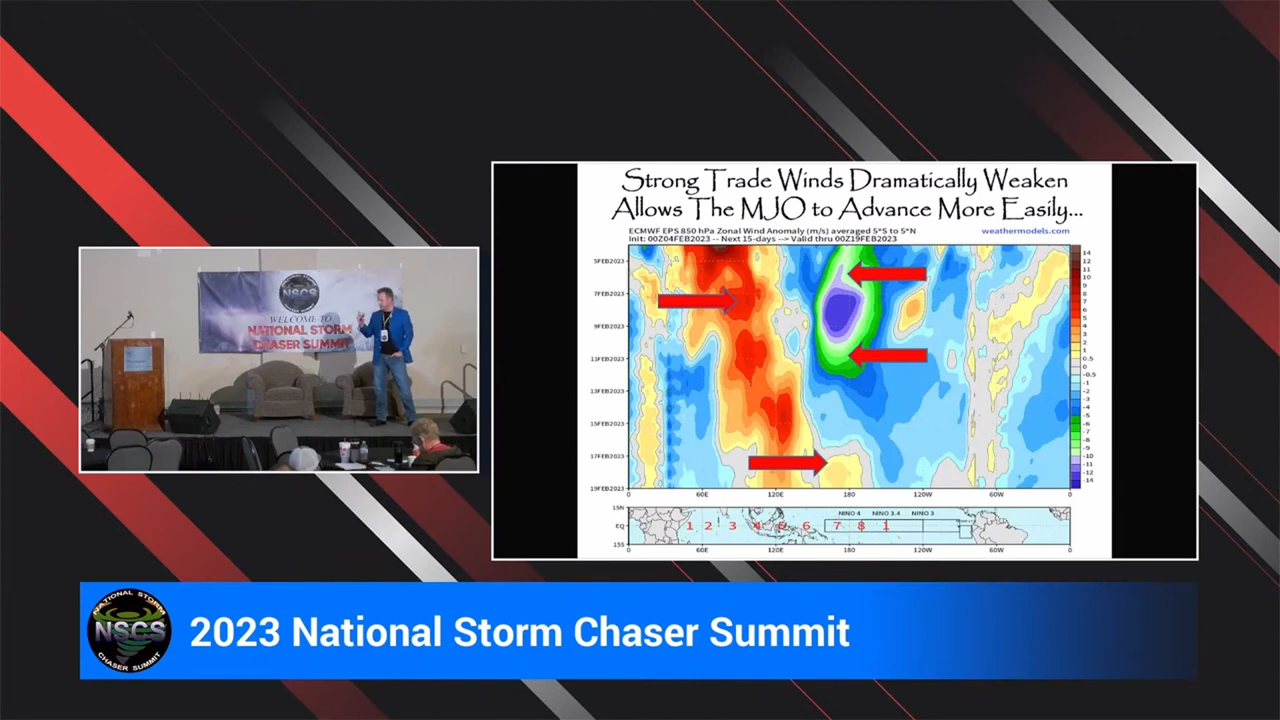 Strong Trade Winds Dramatically Weaken
Allows The MJO to Advance More Easily...
ECMWF EPS 850 hPa Zonal Wind Anomaly (m/s) averaged 5°S to 5°N
weathermodels.com
Init: 00Z04FEB2023 -- Next 15-days --> Valid thru 00Z19FEB2023
5FEB2023
7FEB2023
9FEB2023
11FEB2023
13FEB2023
15FEB2023
17FEB2023
19FEB2023
0 60E 120E 180 120W 60W 0
14
12
11
10
9
8
7
6
5
4
3
2
1
0.5
0
-0.5
-1
-2
-3
-4
-5
-6
-7
-8
-9
-10
-11
-12
-14
15N
EQ
15S
NINO 4 NINO 3.4 NINO 3
1 2 3 4 5 6 7 8 1
0 60E 120E 180 120W 60W 0
NSCS
WELCOME TO
NATIONAL STORM
CHASER SUMMIT
NATIONAL STORM
NSCS
CHASER SUMMIT
2023 National Storm Chaser Summit